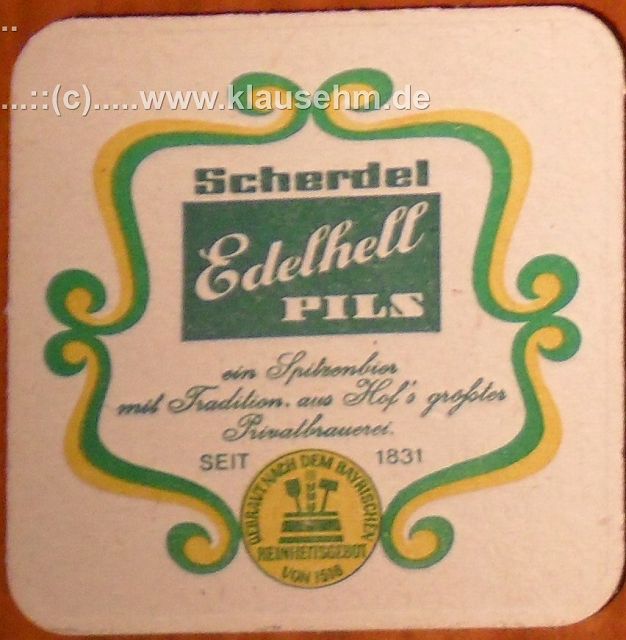 ..
...::(c).....www.klausehm.de
Scherdel
Edelhell
PILS
ein Spitzenbier
mit Tradition. aus Hof's größter
Privatbrauerei.
SEIT 1831
GEBRAUT NACH DEM BAYRISCHEN
REINHEITSGEBOT
VON 1516